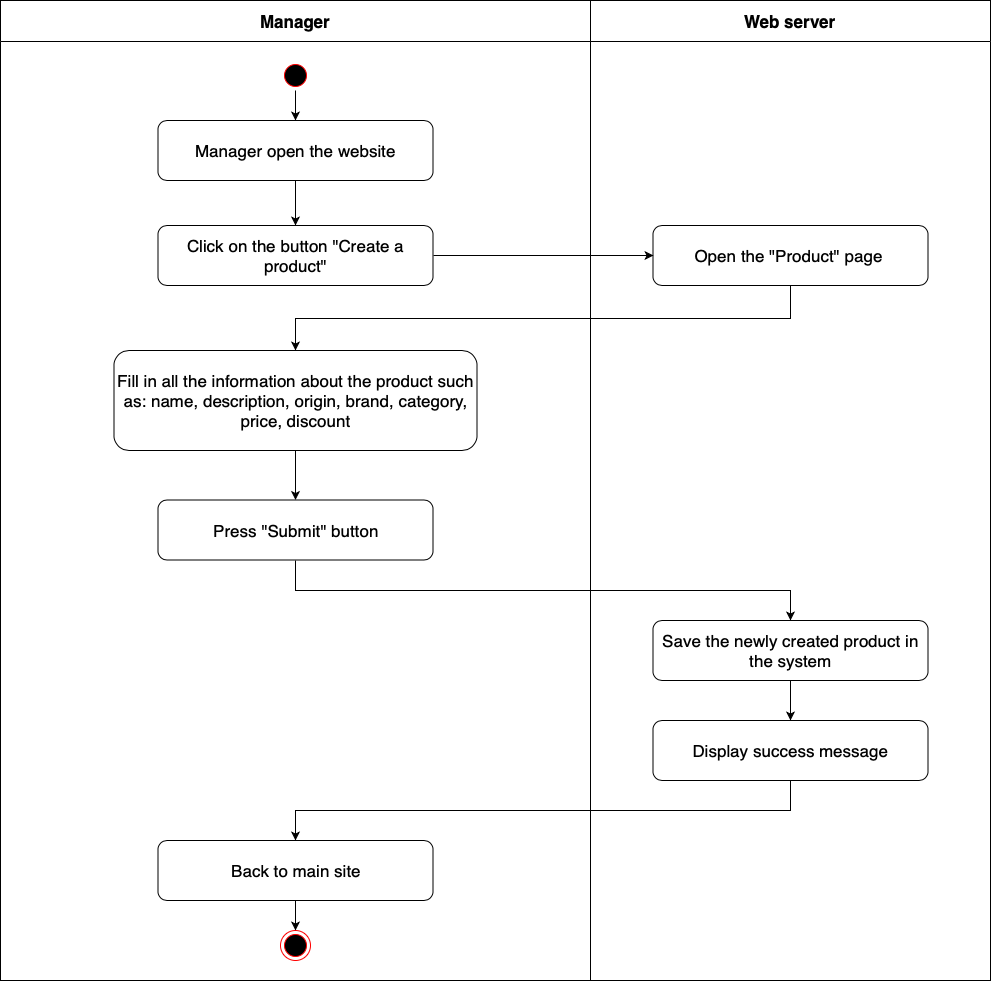 Manager
Web server
Manager open the website
Click on the button "Create a
product"
Open the "Product" page
Fill in all the information about the product such
as: name, description, origin, brand, category,
price, discount
Press "Submit" button
Save the newly created product in
the system
Display success message
Back to main site